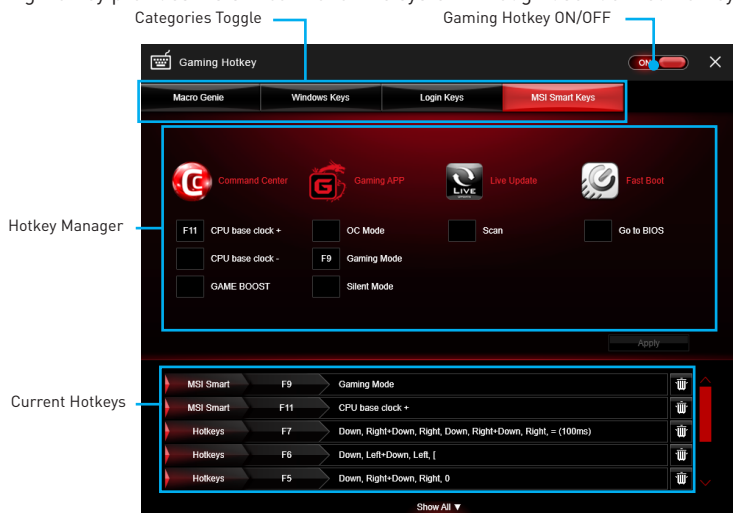 Categories Toggle
Gaming Hotkey ON/OFF
Gaming Hotkey
ON
Macro Genie
Windows Keys
Login Keys
MSI Smart Keys
Command Center
Gaming APP
LIVE
Live Update
Fast Boot
Hotkey Manager
F11 CPU base clock +
OC Mode
Scan
Go to BIOS
CPU base clock -
F9 Gaming Mode
GAME BOOST
Silent Mode
Apply
Current Hotkeys
MSI Smart F9 Gaming Mode
MSI Smart F11 CPU base clock +
Hotkeys F7 Down, Right+Down, Right, Down, Right+Down, Right, = (100ms)
Hotkeys F6 Down, Left+Down, Left, [
Hotkeys F5 Down, Right+Down, Right, 0
Show All ▼